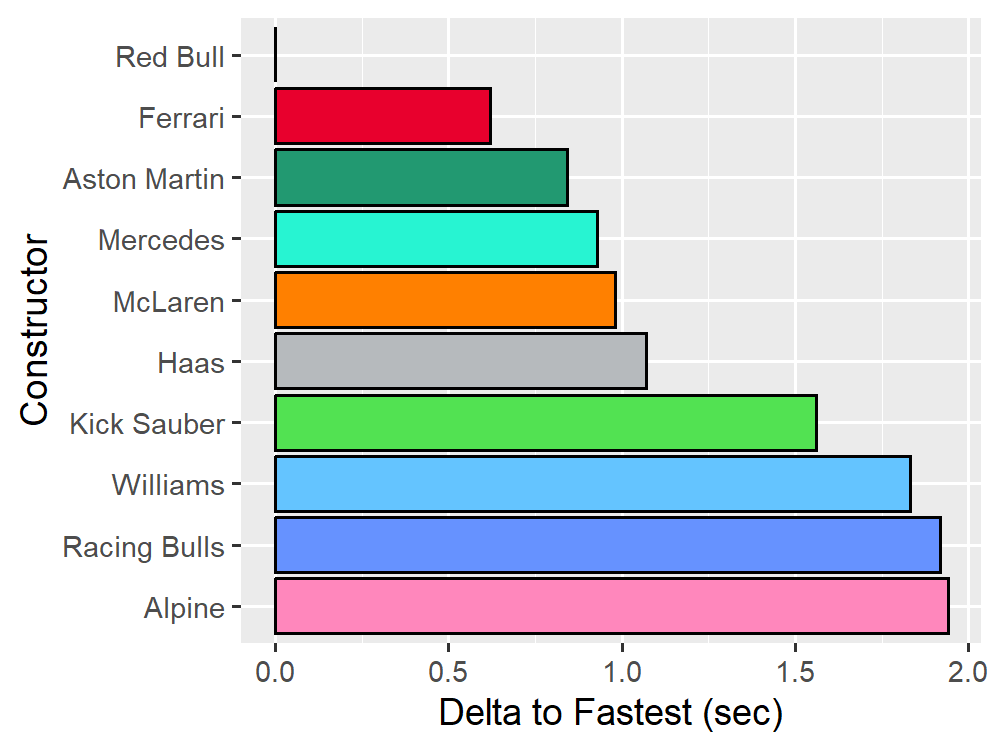 Red Bull
Ferrari
Aston Martin
Mercedes
McLaren
Haas
Kick Sauber
Williams
Racing Bulls
Alpine
Constructor
0.0 0.5 1.0 1.5 2.0
Delta to Fastest (sec)